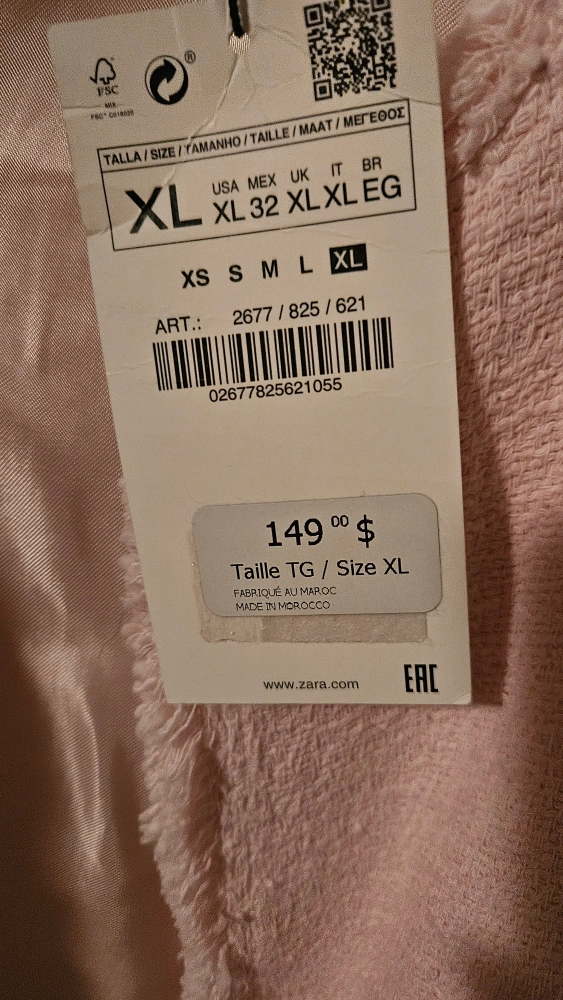 FSC
MIX
FSC® C018025
®
TALLA / SIZE / TAMANHO / TAILLE / MAAT / ΜΕΓΕΘΟΣ
USA MEX UK IT BR
XL XL 32 XL XL EG
XS S M L XL
ART.: 2677 / 825 / 621
02677825621055
149 00 $
Taille TG / Size XL
FABRIQUÉ AU MAROC
MADE IN MOROCCO
www.zara.com EAC